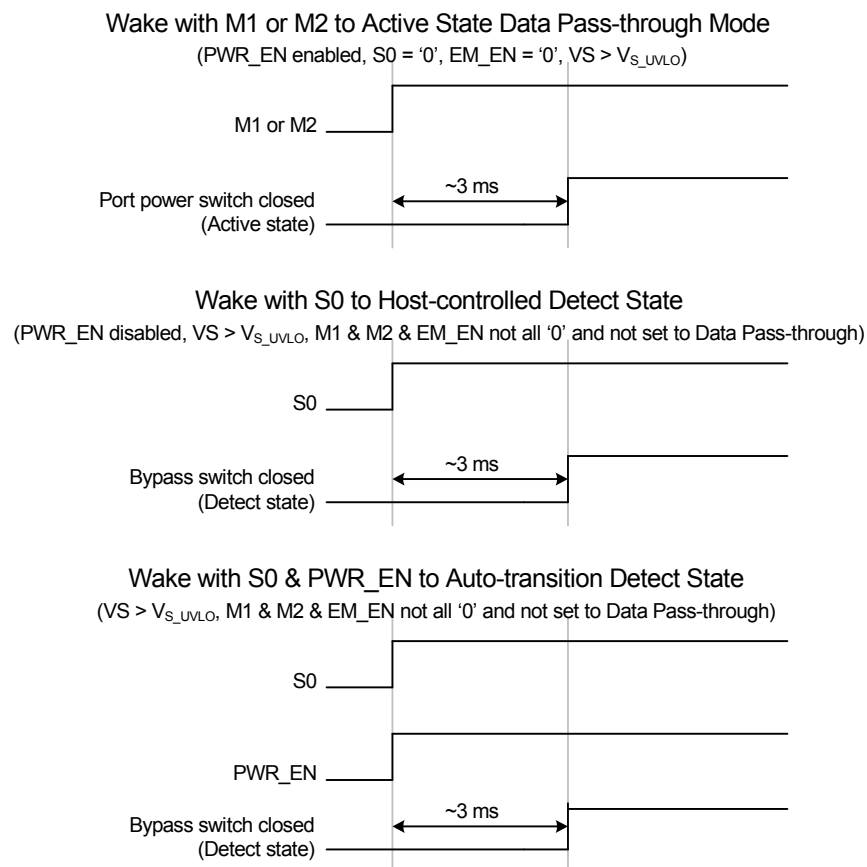 Wake with M1 or M2 to Active State Data Pass-through Mode
(PWR_EN enabled, S0 = ‘0’, EM_EN = ‘0’, VS > VS_UVLO)
M1 or M2
~3 ms
Port power switch closed
(Active state)
Wake with S0 to Host-controlled Detect State
(PWR_EN disabled, VS > VS_UVLO, M1 & M2 & EM_EN not all ‘0’ and not set to Data Pass-through)
S0
~3 ms
Bypass switch closed
(Detect state)
Wake with S0 & PWR_EN to Auto-transition Detect State
(VS > VS_UVLO, M1 & M2 & EM_EN not all ‘0’ and not set to Data Pass-through)
S0
PWR_EN
~3 ms
Bypass switch closed
(Detect state)